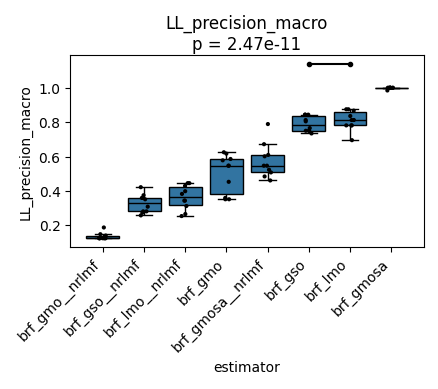 LL_precision_macro
p = 2.47e-11
LL_precision_macro
1.0
0.8
0.6
0.4
0.2
brf_gmo__nrlmf
brf_gso__nrlmf
brf_lmo__nrlmf
brf_gmo
brf_gmosa__nrlmf
brf_gso
brf_lmo
brf_gmosa
estimator